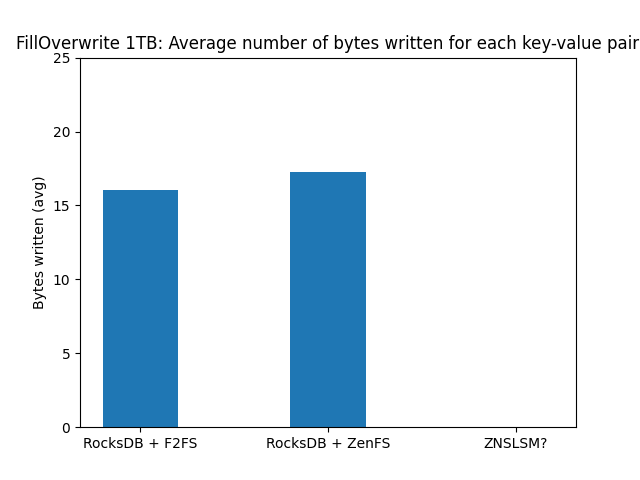 FillOverwrite 1TB: Average number of bytes written for each key-value pair
25
20
15
10
5
0
Bytes written (avg)
RocksDB + F2FS
RocksDB + ZenFS
ZNSLSM?